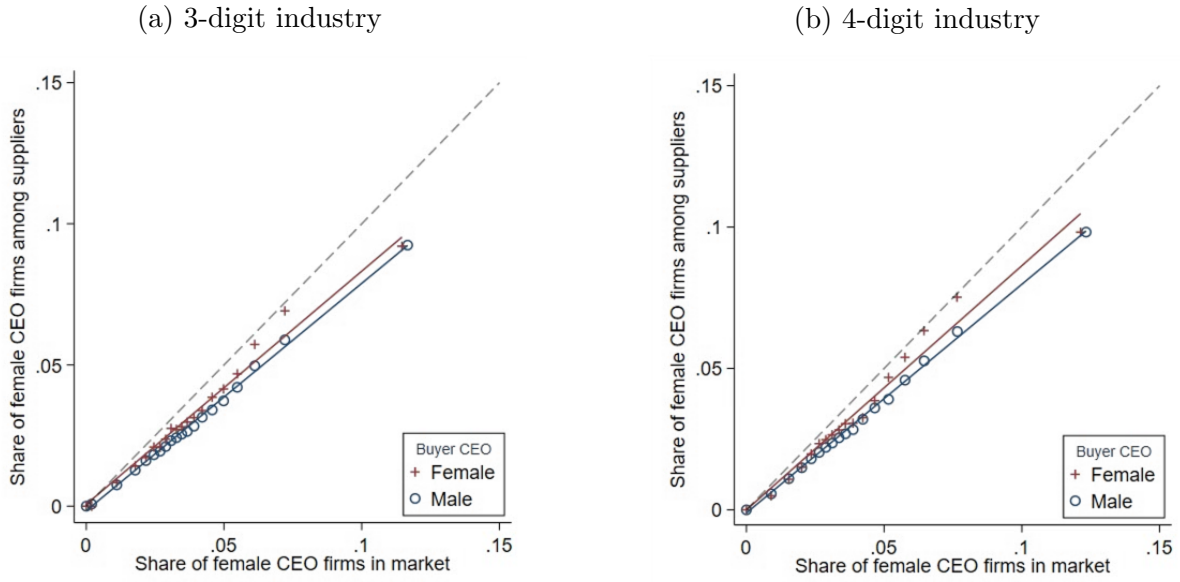 (a) 3-digit industry
Share of female CEO firms among suppliers
.15
.1
.05
0
0
.05
.1
.15
Share of female CEO firms in market
Buyer CEO
Female
Male
(b) 4-digit industry
Share of female CEO firms among suppliers
.15
.1
.05
0
0
.05
.1
.15
Share of female CEO firms in market
Buyer CEO
Female
Male